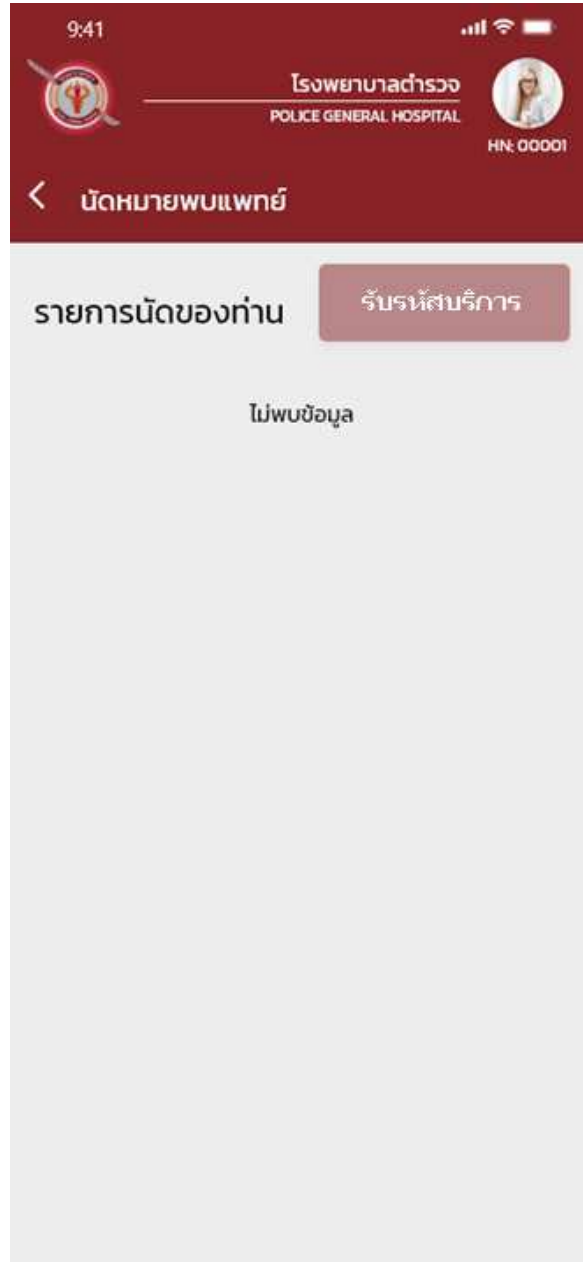 9:41
โรงพยาบาลตำรวจ
POLICE GENERAL HOSPITAL
HN: 00001
นัดหมายพบแพทย์
รายการนัดของท่าน
รับรหัสบริการ
ไม่พบข้อมูล